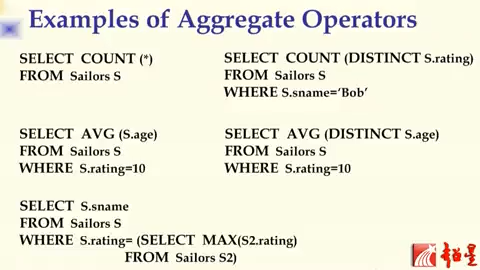 Examples of Aggregate Operators
SELECT COUNT (*)
FROM Sailors S
SELECT COUNT (DISTINCT S.rating)
FROM Sailors S
WHERE S.sname=‘Bob’
SELECT AVG (S.age)
FROM Sailors S
WHERE S.rating=10
SELECT AVG (DISTINCT S.age)
FROM Sailors S
WHERE S.rating=10
SELECT S.sname
FROM Sailors S
WHERE S.rating= (SELECT MAX(S2.rating)
FROM Sailors S2)